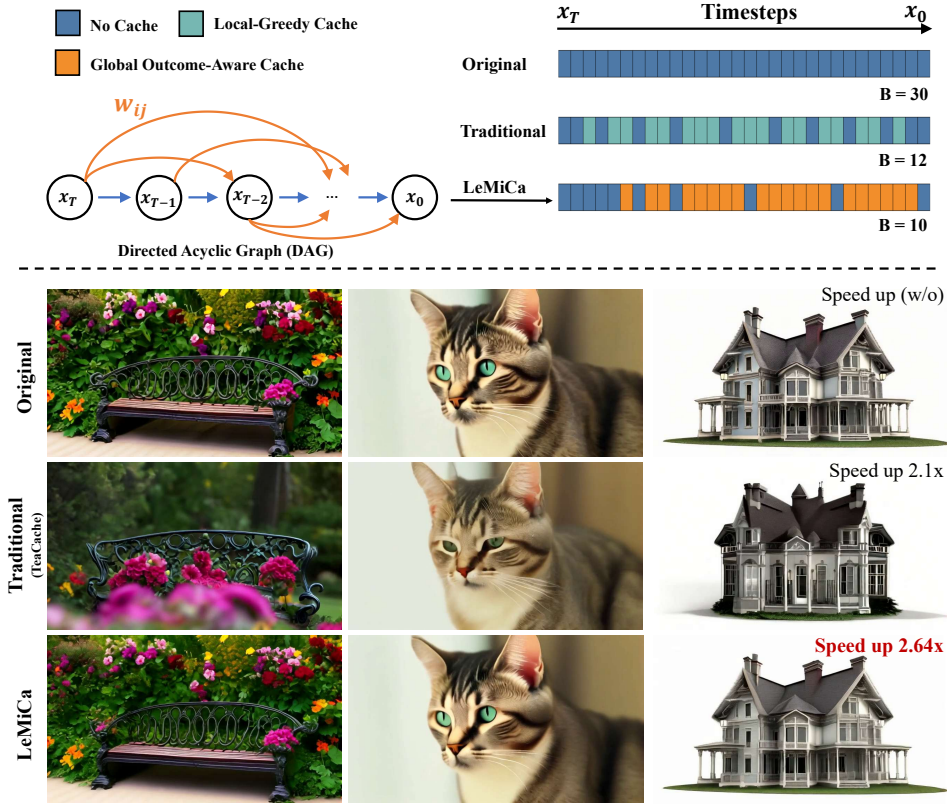 No Cache
Local-Greedy Cache
Global Outcome-Aware Cache
x_T
Timesteps
x_0
Original
B = 30
Traditional
B = 12
LeMiCa
B = 10
w_ij
x_T
x_{T-1}
x_{T-2}
...
x_0
Directed Acyclic Graph (DAG)
Original
Speed up (w/o)
Traditional
(TeaCache)
Speed up 2.1x
LeMiCa
Speed up 2.64x